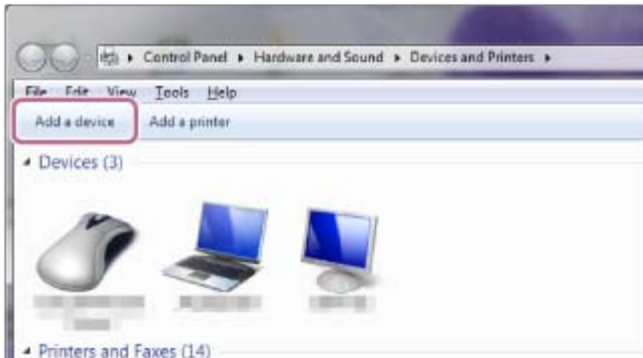 Control Panel ▸ Hardware and Sound ▸ Devices and Printers ▸
File Edit View Tools Help
Add a device Add a printer
Devices (3)
Printers and Faxes (14)